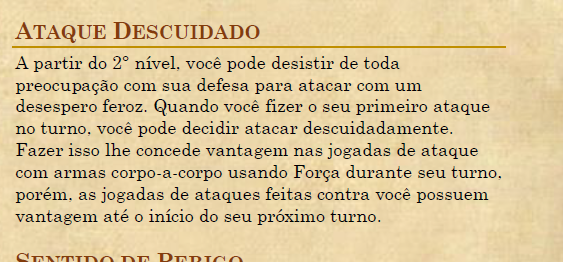 ATAQUE DESCUIDADO
A partir do 2° nível, você pode desistir de toda
preocupação com sua defesa para atacar com um
desespero feroz. Quando você fizer o seu primeiro ataque
no turno, você pode decidir atacar descuidadamente.
Fazer isso lhe concede vantagem nas jogadas de ataque
com armas corpo-a-corpo usando Força durante seu turno,
porém, as jogadas de ataques feitas contra você possuem
vantagem até o início do seu próximo turno.
SENTIDO DE PERIGO